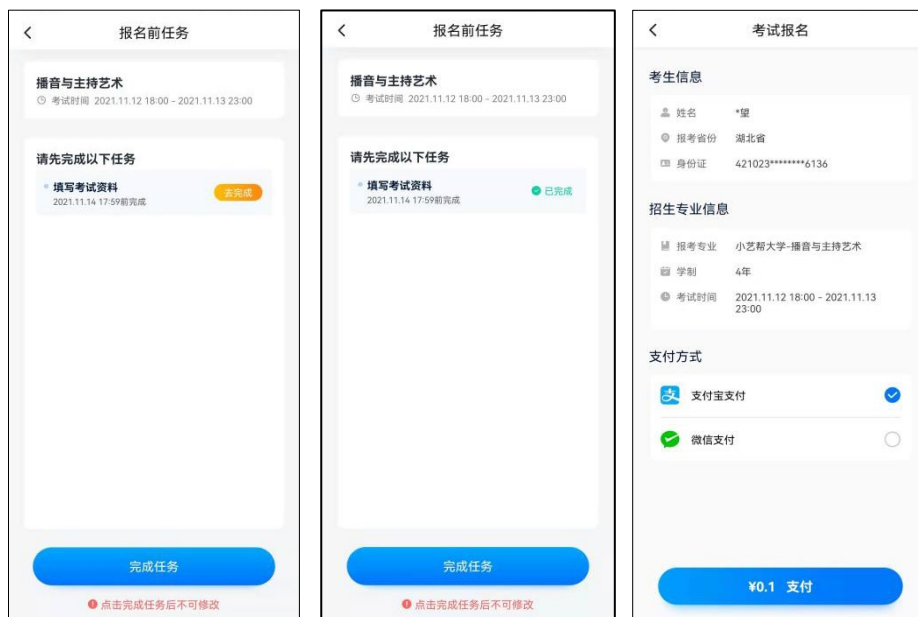 报名前任务
播音与主持艺术
考试时间 2021.11.12 18:00 - 2021.11.13 23:00
请先完成以下任务
填写考试资料
去完成
2021.11.14 17:59前完成
完成任务
点击完成任务后不可修改
报名前任务
播音与主持艺术
考试时间 2021.11.12 18:00 - 2021.11.13 23:00
请先完成以下任务
填写考试资料
已完成
2021.11.14 17:59前完成
完成任务
点击完成任务后不可修改
考试报名
考生信息
姓名 *望
报考省份 湖北省
身份证 421023********6136
招生专业信息
报考专业 小艺帮大学-播音与主持艺术
学制 4年
考试时间 2021.11.12 18:00 - 2021.11.13
23:00
支付方式
支 支付宝支付
微信支付
¥0.1 支付